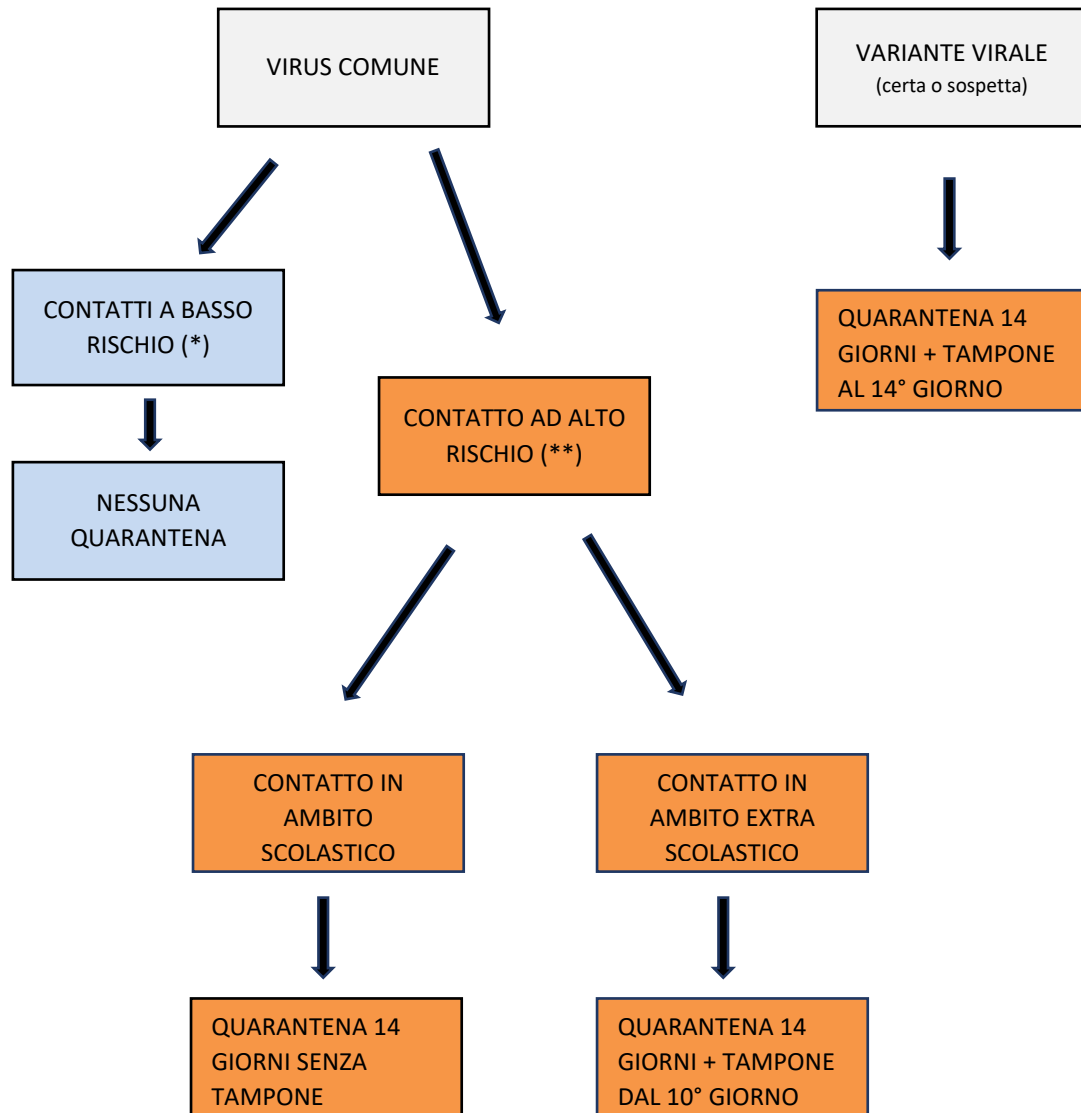 VIRUS COMUNE
VARIANTE VIRALE
(certa o sospetta)
CONTATTI A BASSO
RISCHIO (*)
QUARANTENA 14
GIORNI + TAMPONE
AL 14° GIORNO
CONTATTO AD ALTO
RISCHIO (**)
NESSUNA
QUARANTENA
CONTATTO IN
AMBITO
SCOLASTICO
CONTATTO IN
AMBITO EXTRA
SCOLASTICO
QUARANTENA 14
GIORNI SENZA
TAMPONE
QUARANTENA 14
GIORNI + TAMPONE
DAL 10° GIORNO